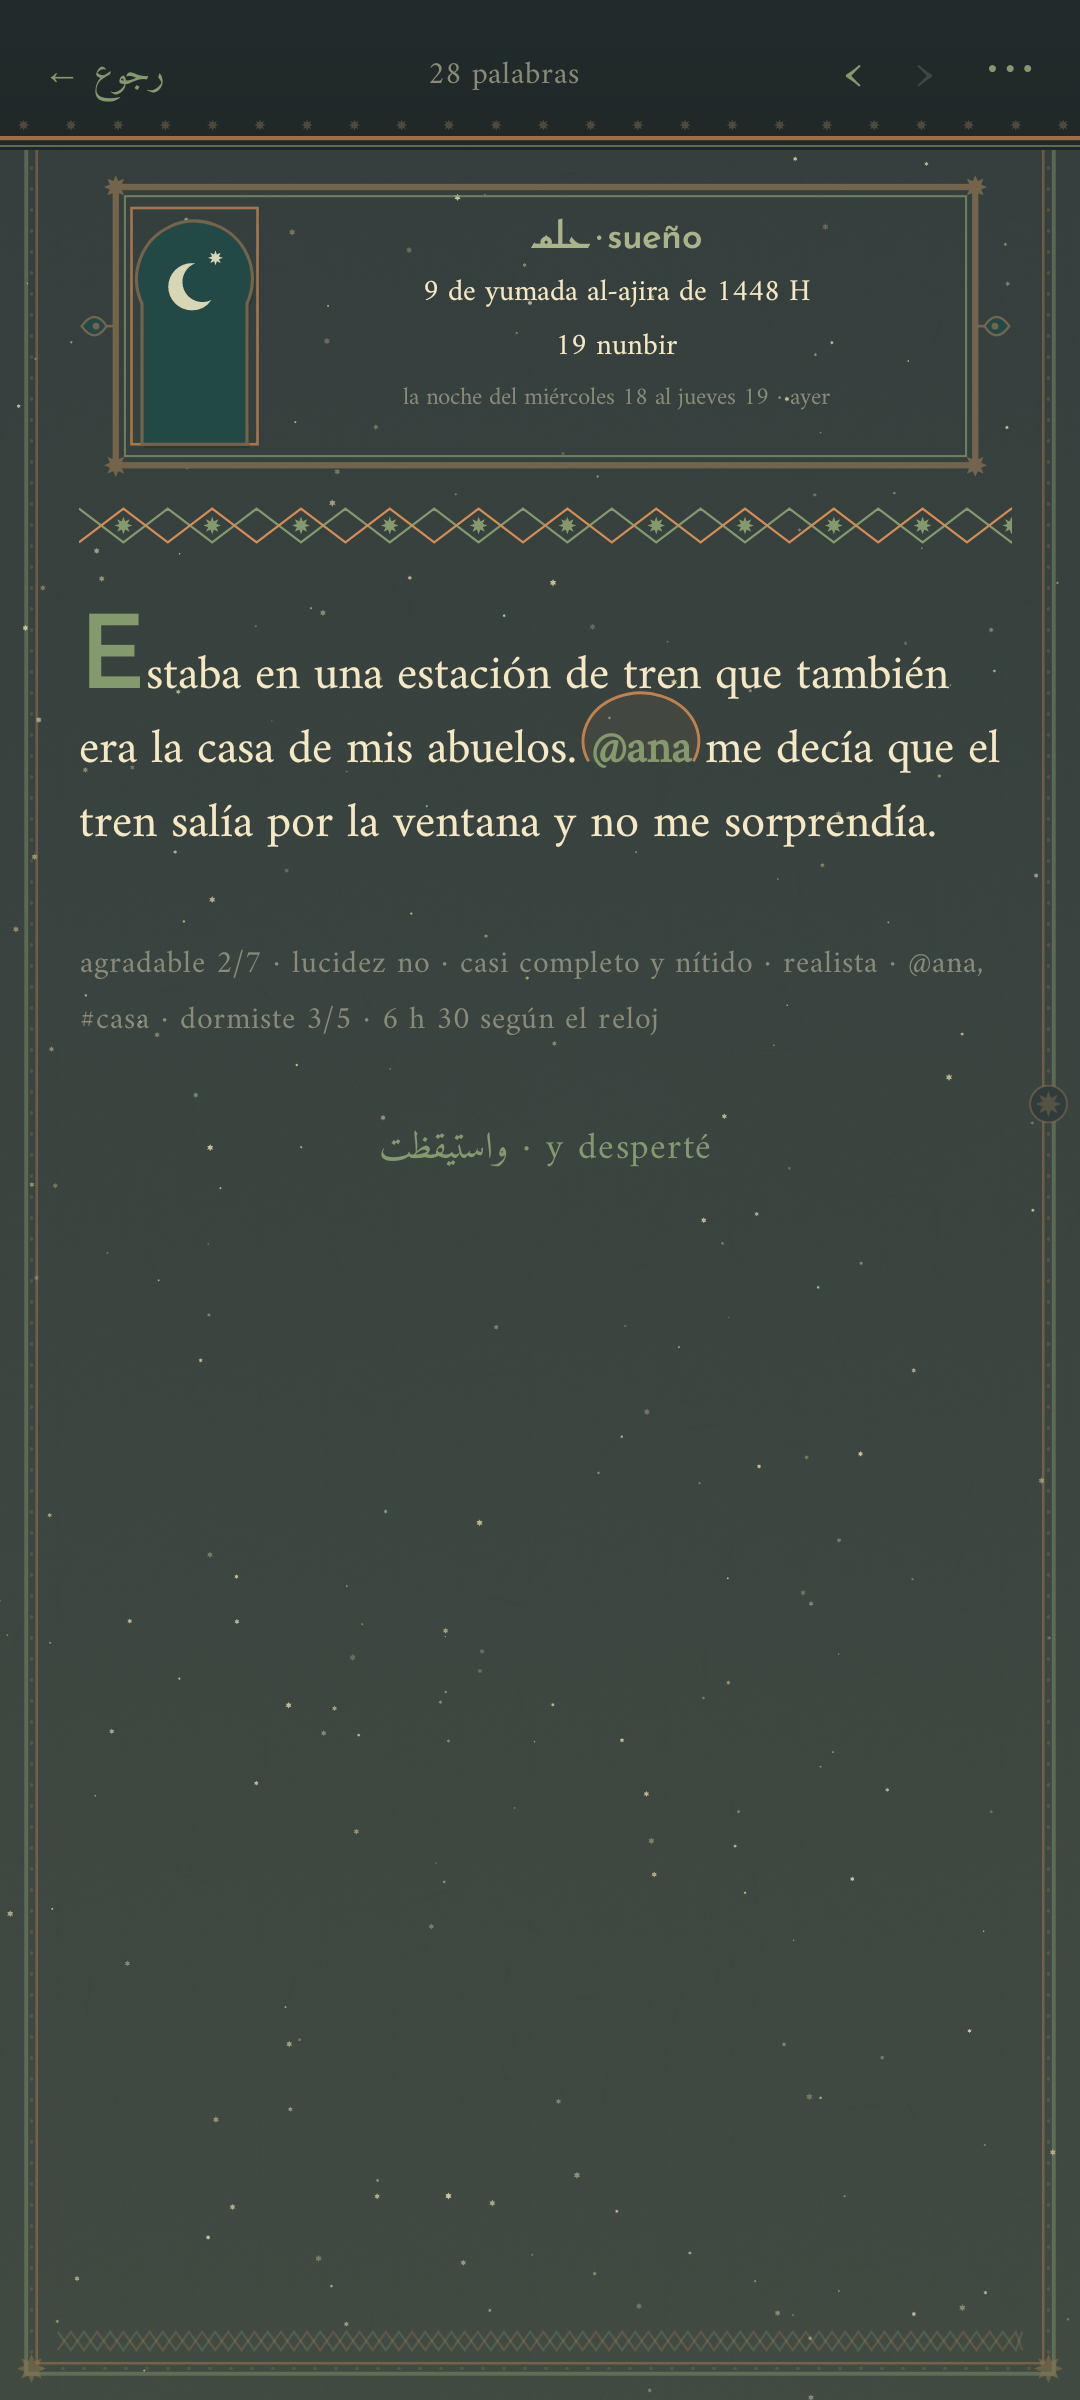 ← رجوع
28 palabras
حلم · sueño
9 de yumada al-ajira de 1448 H
19 nunbir
la noche del miércoles 18 al jueves 19 · ayer
Estaba en una estación de tren que también
era la casa de mis abuelos. @ana me decía que el
tren salía por la ventana y no me sorprendía.
agradable 2/7 · lucidez no · casi completo y nítido · realista · @ana,
#casa · dormiste 3/5 · 6 h 30 según el reloj
واستيقظت · y desperté